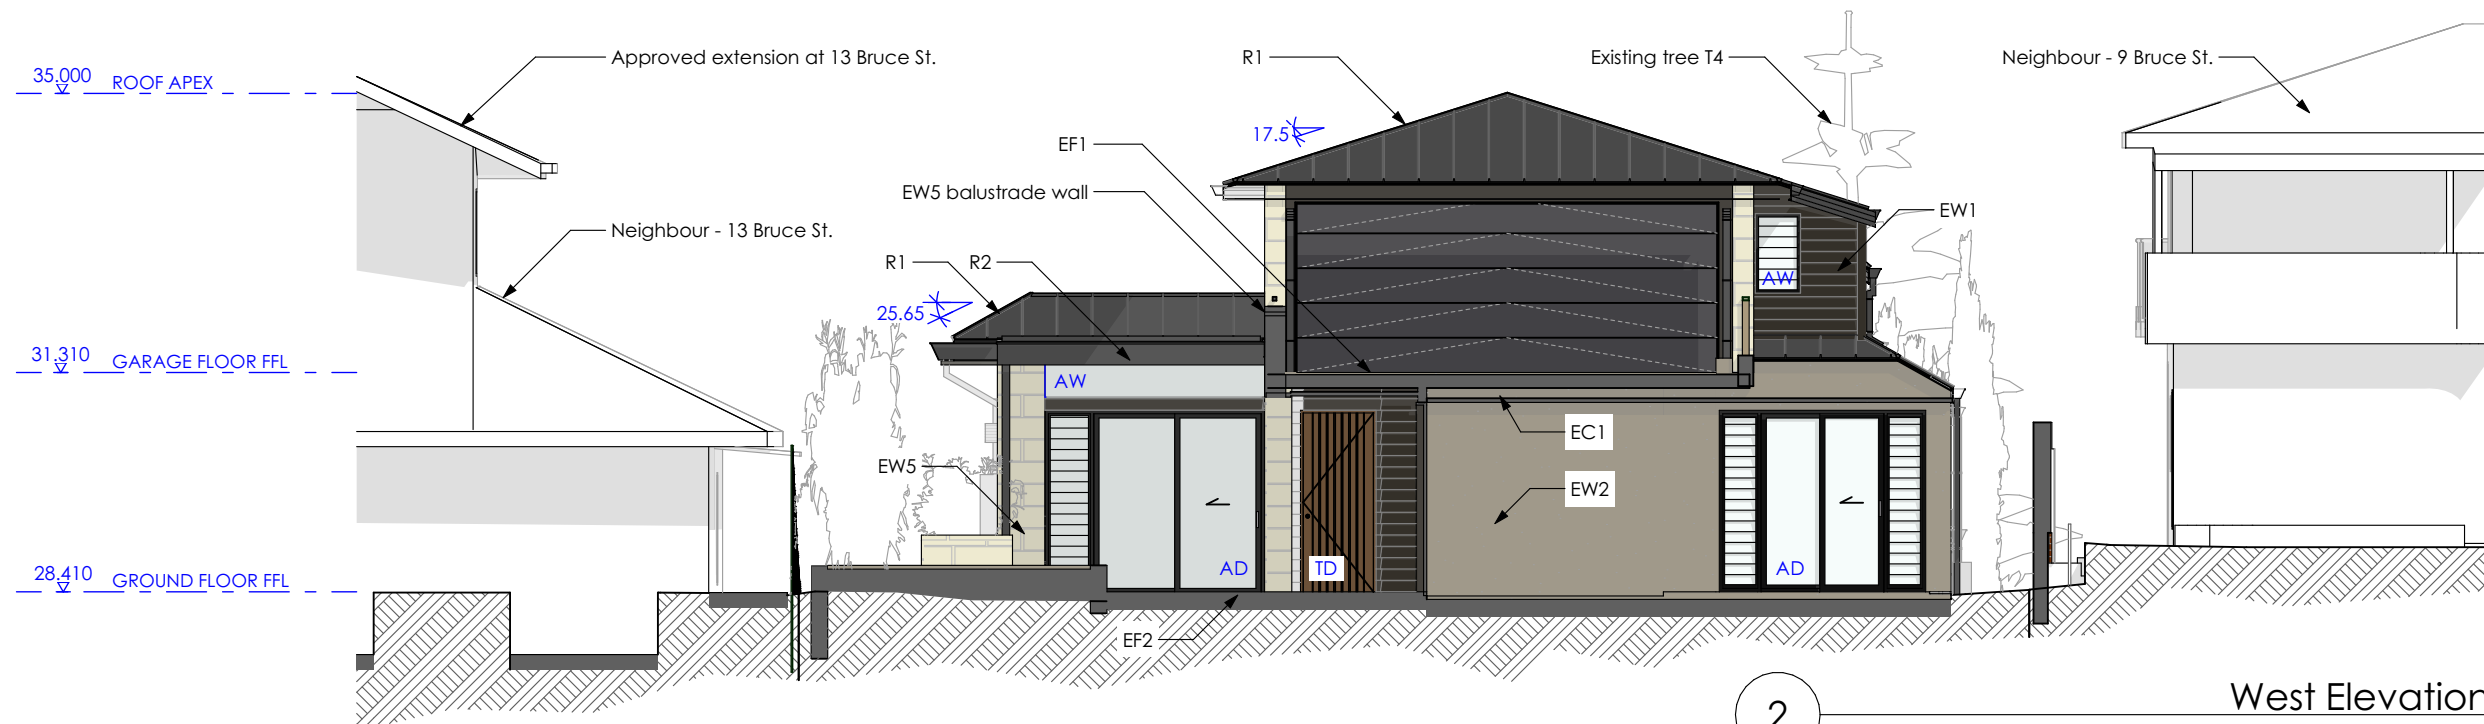 Approved extension at 13 Bruce St.
R1
Existing tree T4
Neighbour - 9 Bruce St.
35.000 ROOF APEX
17.5
EF1
EW5 balustrade wall
EW1
Neighbour - 13 Bruce St.
R1
R2
AW
25.65
31.310 GARAGE FLOOR FFL
AW
EC1
EW5
EW2
28.410 GROUND FLOOR FFL
AD
TD
AD
EF2
2
West Elevation